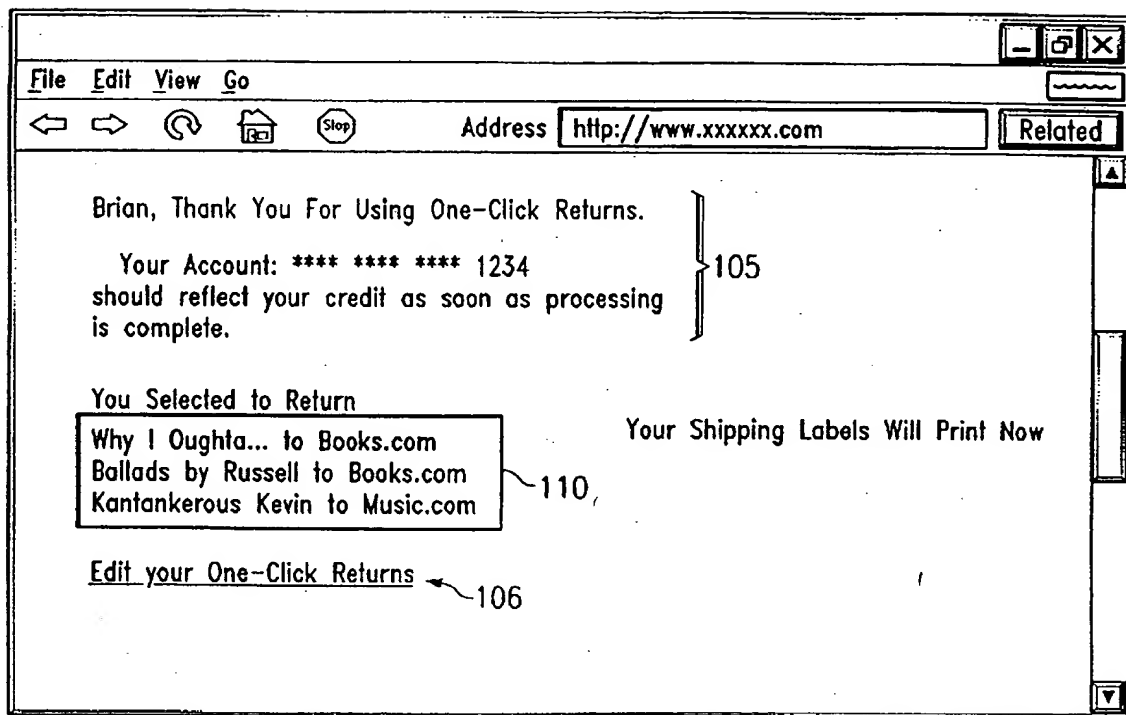 File Edit View Go
Stop Address http://www.xxxxxx.com Related
Brian, Thank You For Using One-Click Returns.
Your Account: **** **** **** 1234
should reflect your credit as soon as processing
is complete.
105
You Selected to Return
Why I Oughta... to Books.com
Ballads by Russell to Books.com
Kantankerous Kevin to Music.com
110
Your Shipping Labels Will Print Now
Edit your One-Click Returns
106